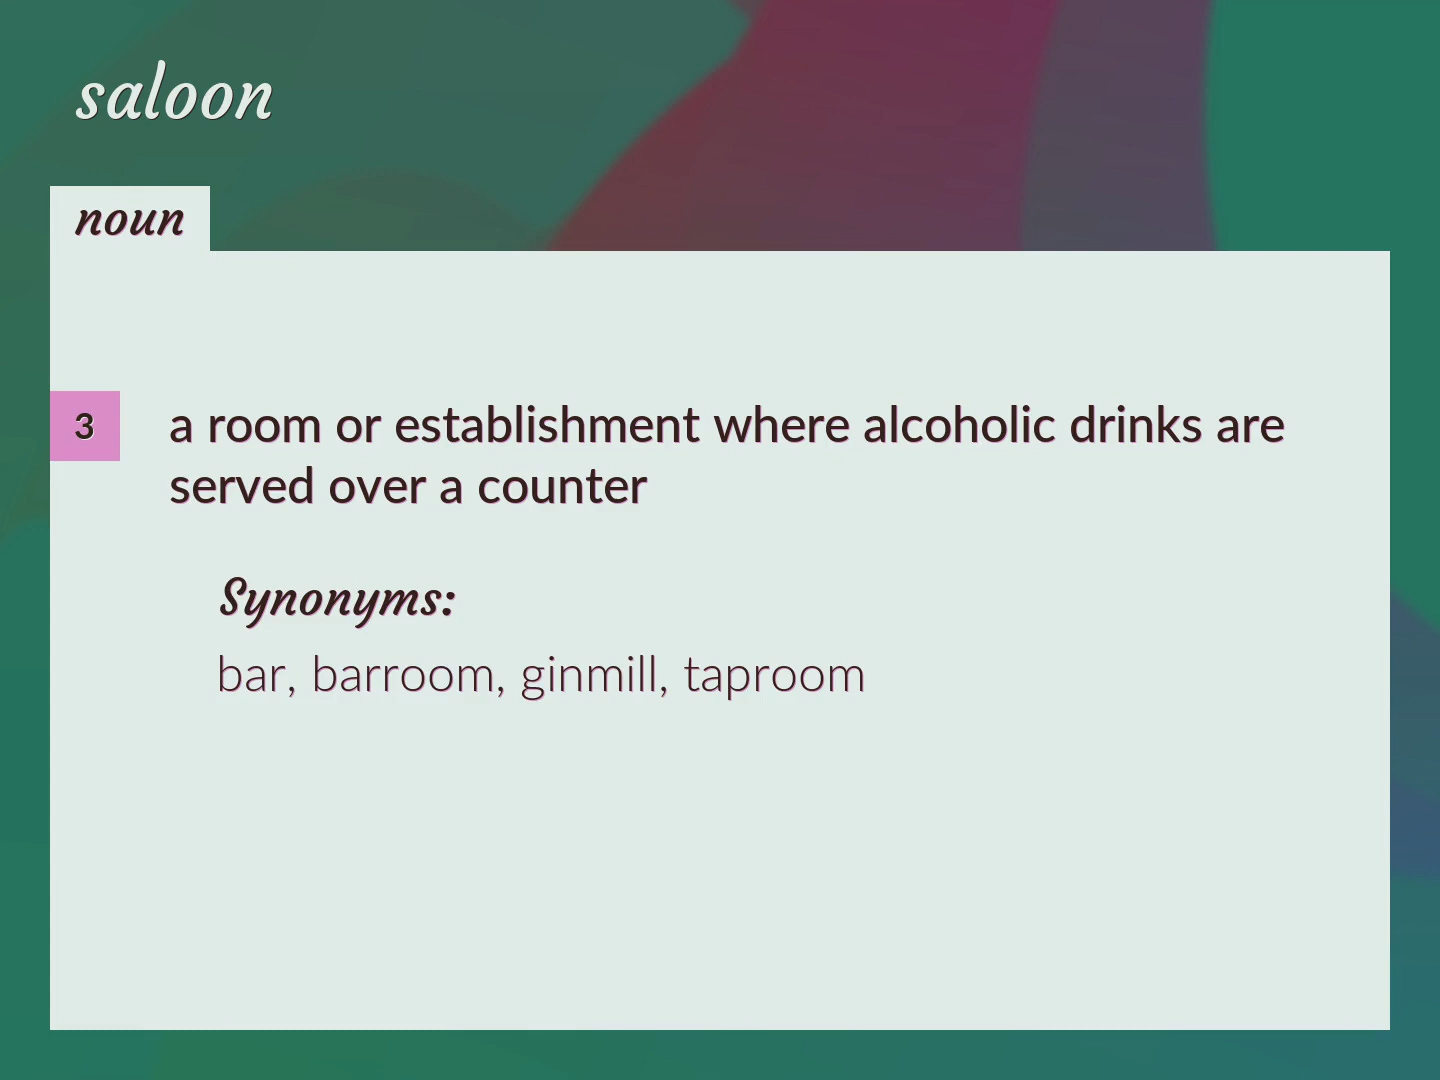 saloon
noun
3
a room or establishment where alcoholic drinks are
served over a counter
Synonyms:
bar, barroom, ginmill, taproom